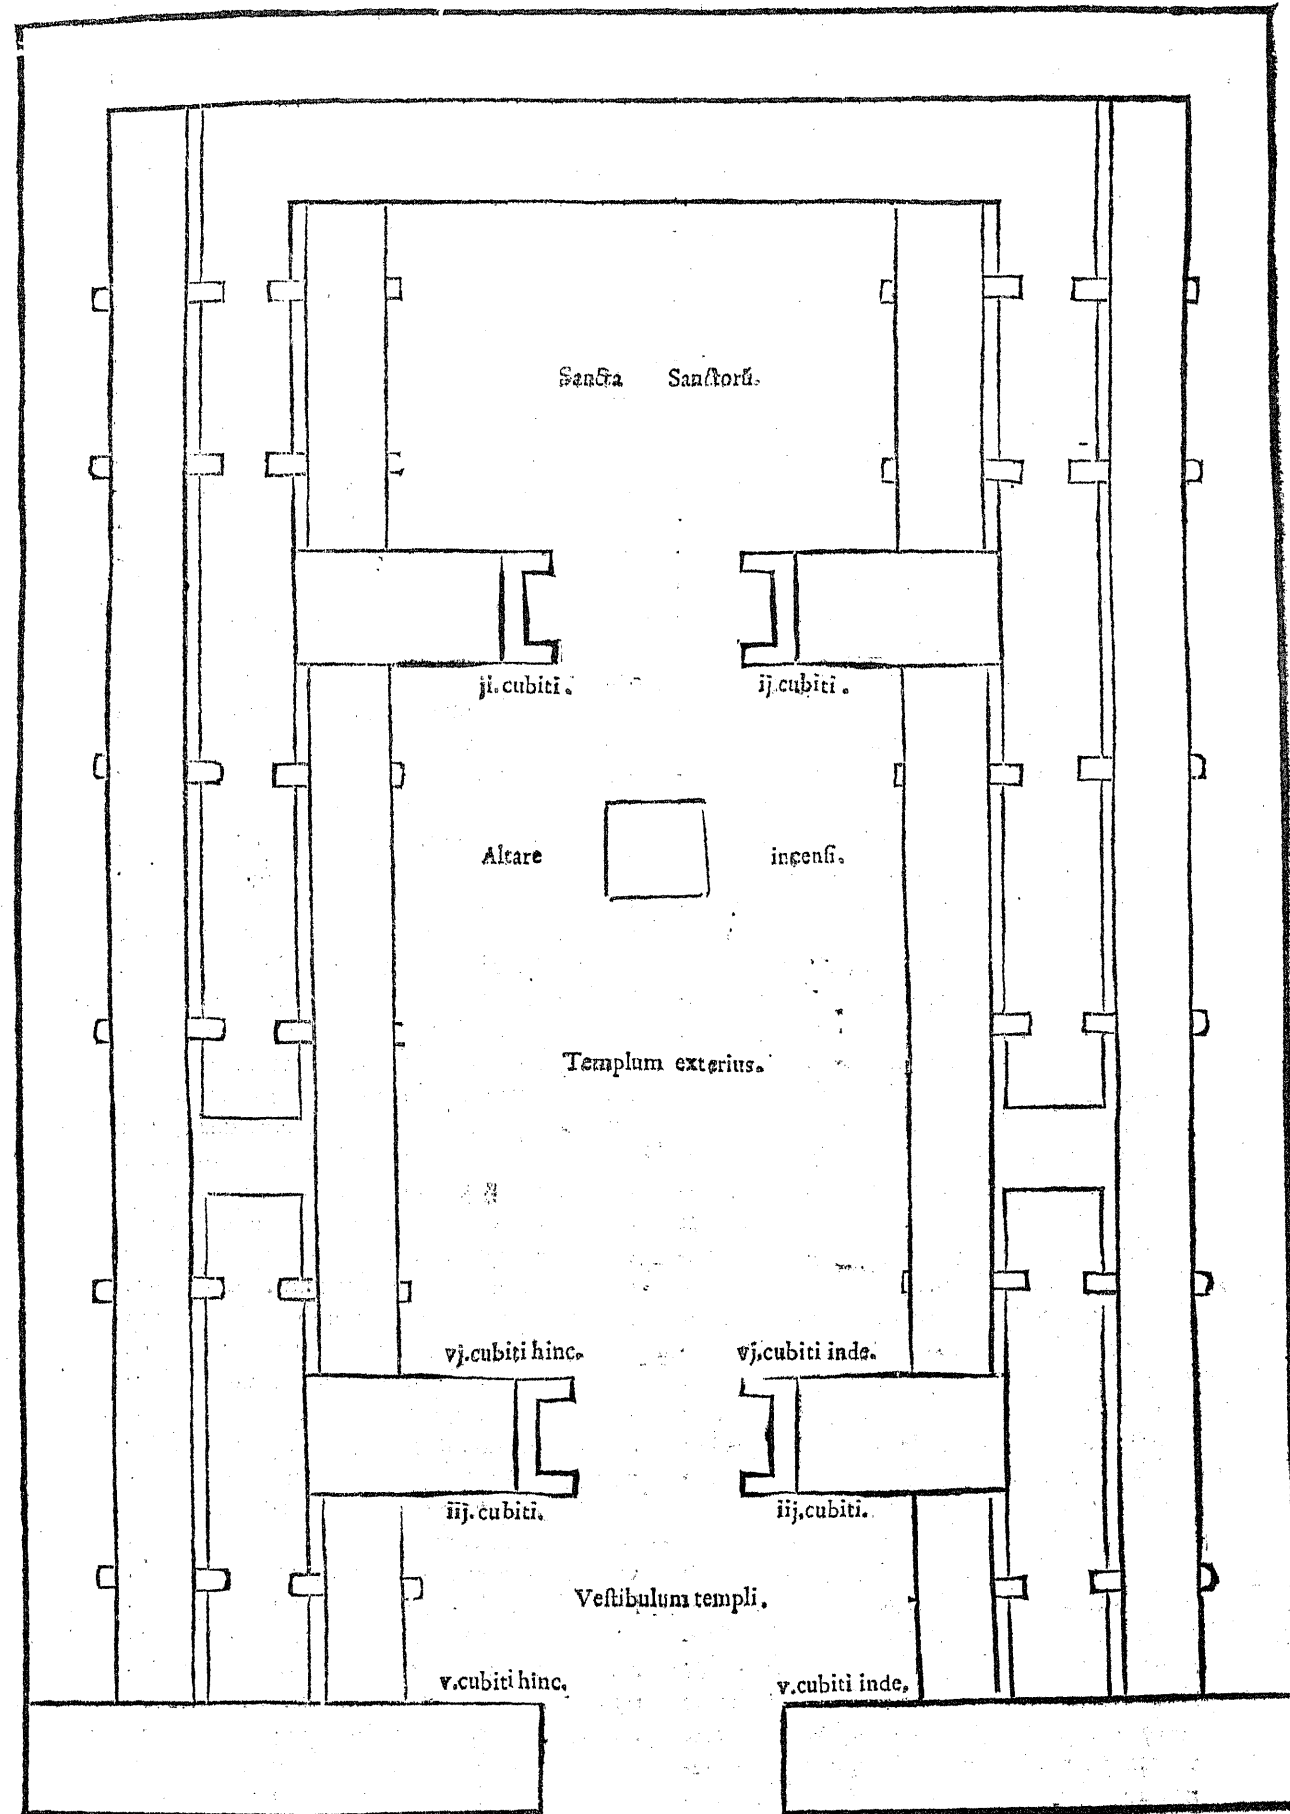 Sancta Sanctorũ.
ji. cubiti. ij cubiti.
Altare incenſi.
Templum exterius.
vj. cubiti hinc. vj. cubiti inde.
iij. cubiti. iij. cubiti.
Veſtibulum templi.
v. cubiti hinc. v. cubiti inde.